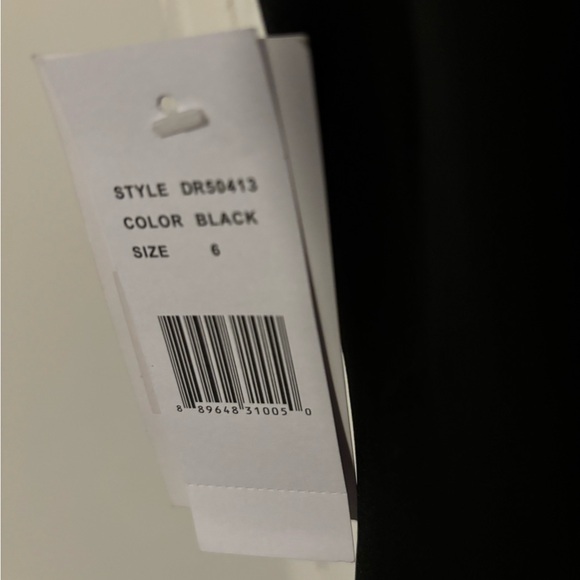 STYLE DR50413
COLOR BLACK
SIZE 6
8 89648 31005 0